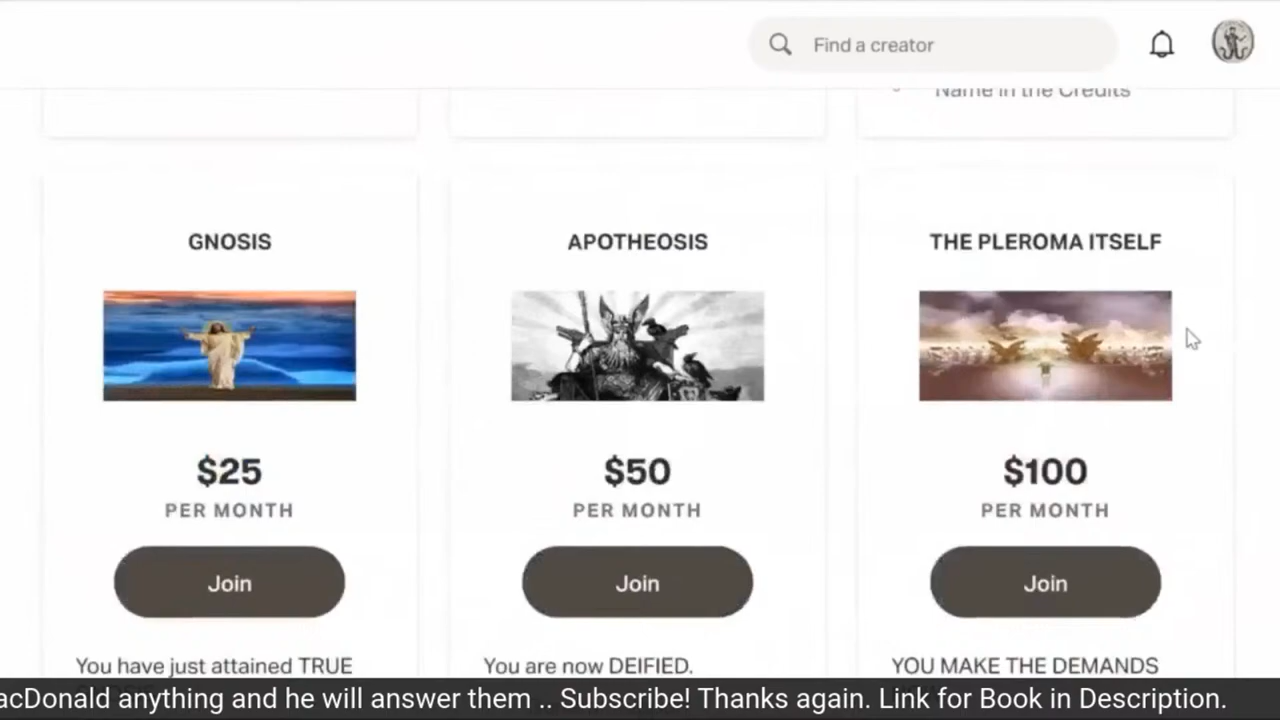 Find a creator
Name in the Credits
GNOSIS
APOTHEOSIS
THE PLEROMA ITSELF
$25
$50
$100
PER MONTH
PER MONTH
PER MONTH
Join
Join
Join
You have just attained TRUE
You are now DEIFIED.
YOU MAKE THE DEMANDS
acDonald anything and he will answer them .. Subscribe! Thanks again. Link for Book in Description.